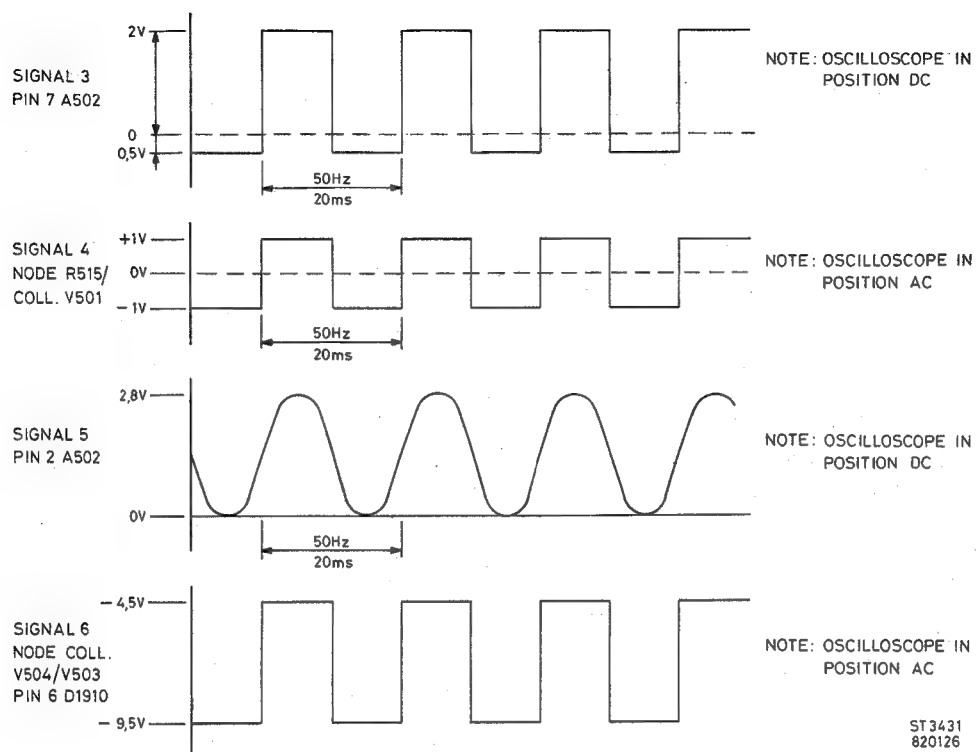 2V
SIGNAL 3
PIN 7 A502
0
0,5V
50Hz
20ms
NOTE: OSCILLOSCOPE IN
POSITION DC
SIGNAL 4
NODE R515/
COLL. V501
+1V
0V
-1V
50Hz
20ms
NOTE: OSCILLOSCOPE IN
POSITION AC
2,8V
SIGNAL 5
PIN 2 A502
0V
50Hz
20ms
NOTE: OSCILLOSCOPE IN
POSITION DC
-4,5V
SIGNAL 6
NODE COLL.
V504/V503
PIN 6 D1910
-9,5V
NOTE: OSCILLOSCOPE IN
POSITION AC
ST3431
820126